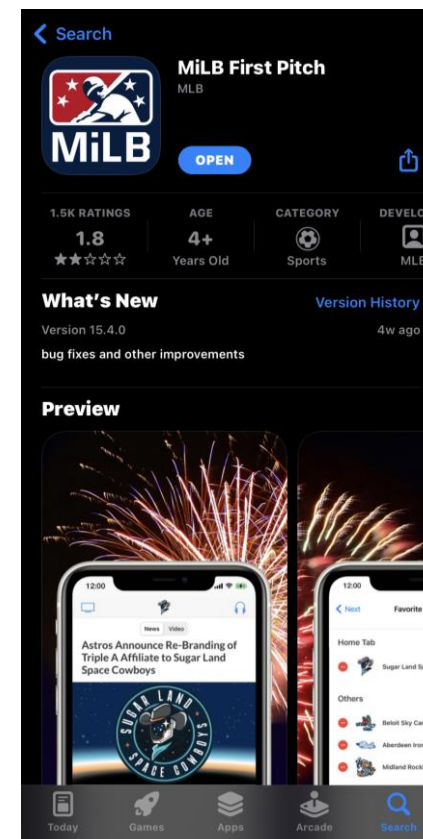 Search
MiLB First Pitch
MLB
MiLB
OPEN
1.5K RATINGS
1.8
AGE
4+
Years Old
CATEGORY
Sports
DEVELO
MLB
What's New
Version History
Version 15.4.0
4w ago
bug fixes and other improvements
Preview
12:00
News Video
Astros Announce Re-Branding of
Triple A Affiliate to Sugar Land
Space Cowboys
SUGAR LAND
SPACE COWBOYS
12:00
Next
Favorite
Home Tab
Sugar Land Sp
Others
Beloit Sky Ca
Aberdeen Iron
Midland Rock
Today
Games
Apps
Arcade
Search